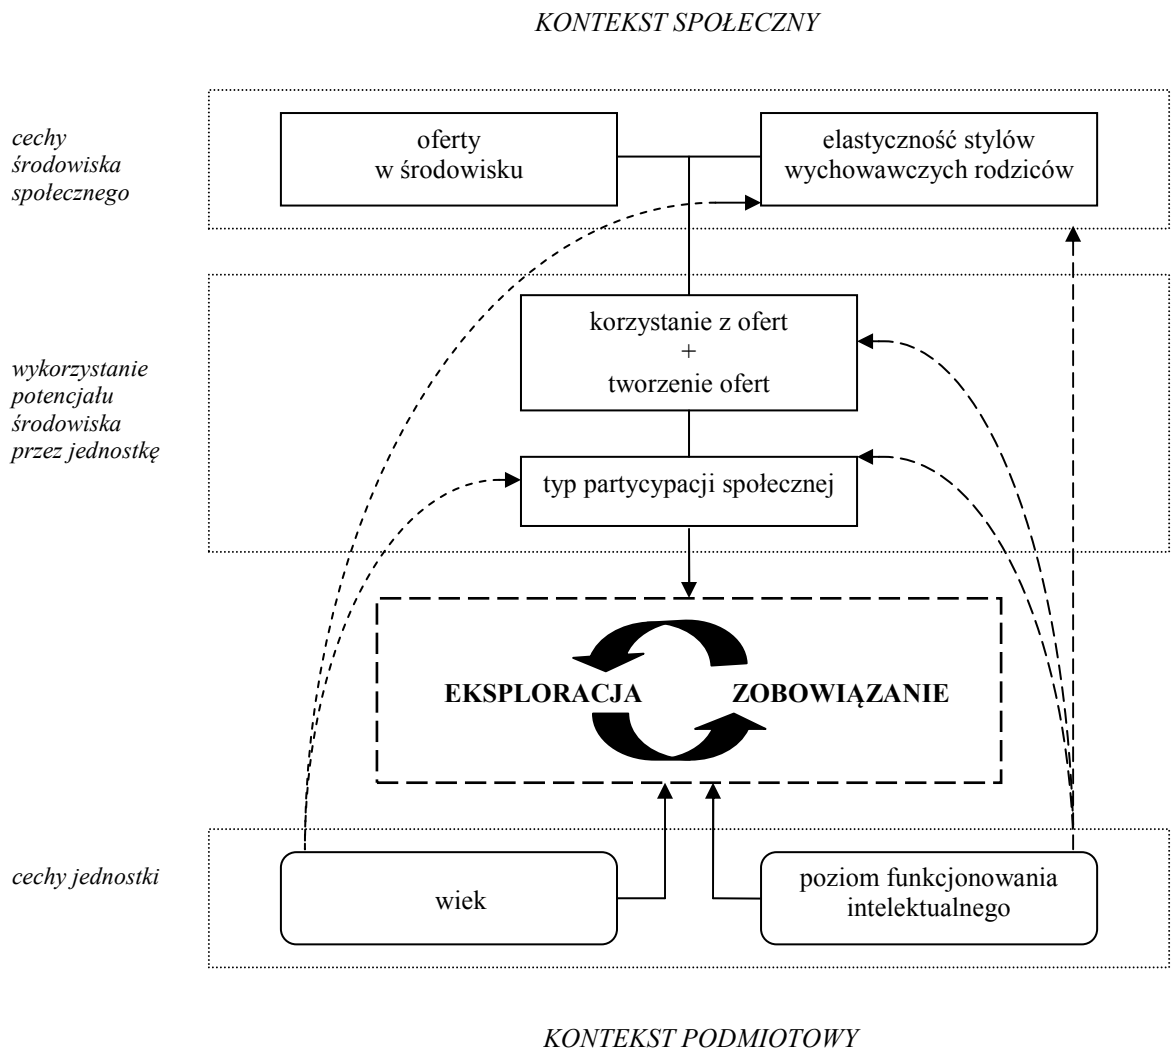 KONTEKST SPOŁECZNY
cechy
środowiska
społecznego
oferty
w środowisku
elastyczność stylów
wychowawczych rodziców
wykorzystanie
potencjału
środowiska
przez jednostkę
korzystanie z ofert
+
tworzenie ofert
typ partycypacji społecznej
EKSPLORACJA
ZOBOWIĄZANIE
cechy jednostki
wiek
poziom funkcjonowania
intelektualnego
KONTEKST PODMIOTOWY